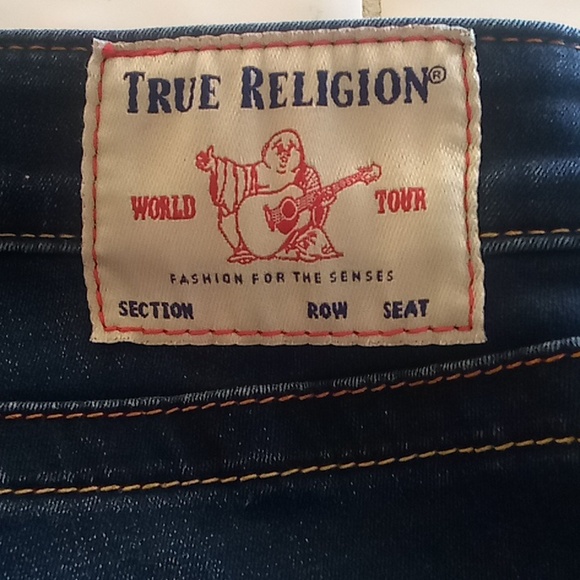 TRUE RELIGION®
WORLD TOUR
FASHION FOR THE SENSES
SECTION ROW SEAT